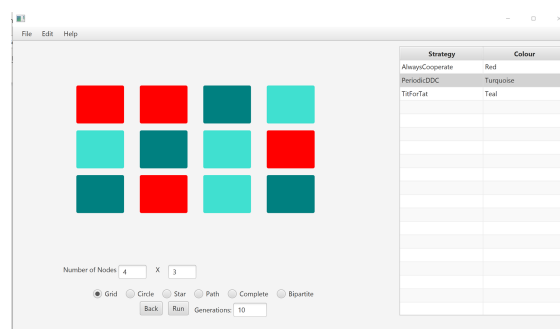 File Edit Help
Strategy Colour
AlwaysCooperate Red
PeriodicDDC Turquoise
TitForTat Teal
Number of Nodes 4 X 3
Grid Circle Star Path Complete Bipartite
Back Run Generations: 10